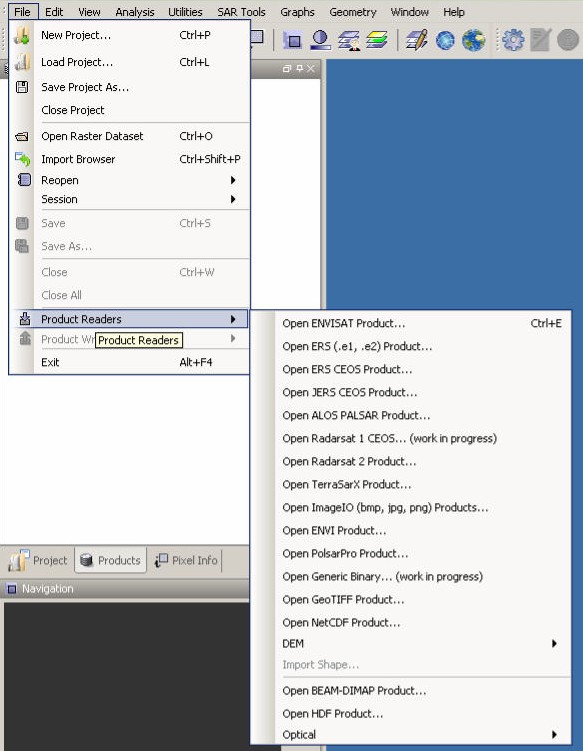 File Edit View Analysis Utilities SAR Tools Graphs Geometry Window Help
New Project... Ctrl+P
Load Project... Ctrl+L
Save Project As...
Close Project
Open Raster Dataset Ctrl+O
Import Browser Ctrl+Shift+P
Reopen
Session
Save Ctrl+S
Save As...
Close Ctrl+W
Close All
Product Readers
Product Wr
Product Readers
Exit Alt+F4
Open ENVISAT Product... Ctrl+E
Open ERS (.e1, .e2) Product...
Open ERS CEOS Product...
Open JERS CEOS Product...
Open ALOS PALSAR Product...
Open Radarsat 1 CEOS... (work in progress)
Open Radarsat 2 Product...
Open TerraSarX Product...
Open ImageIO (bmp, jpg, png) Products...
Open ENVI Product...
Open PolsarPro Product...
Open Generic Binary... (work in progress)
Open GeoTIFF Product...
Open NetCDF Product...
DEM
Import Shape...
Open BEAM-DIMAP Product...
Open HDF Product...
Optical
Project Products Pixel Info
Navigation